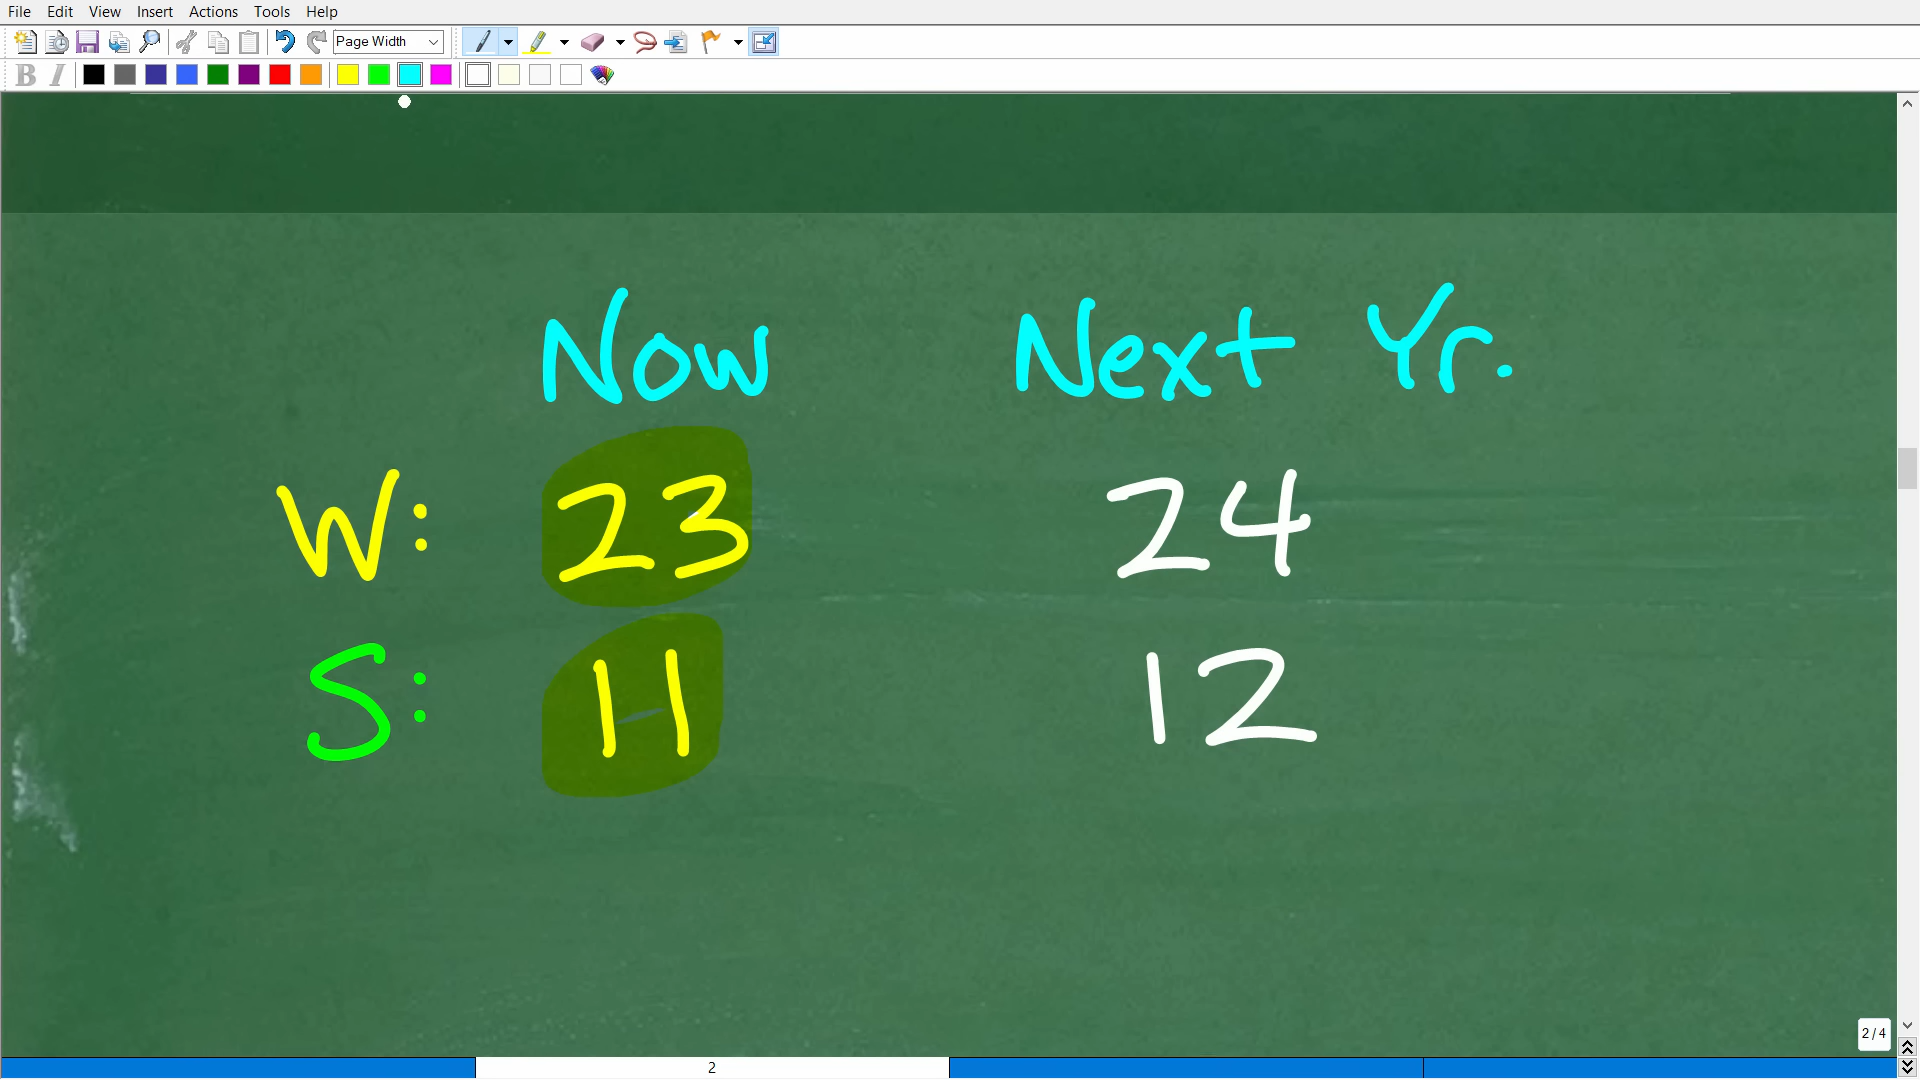 File Edit View Insert Actions Tools Help
Page Width
B I
Now Next Yr.
W: 23 24
S: 11 12
2 / 4
2